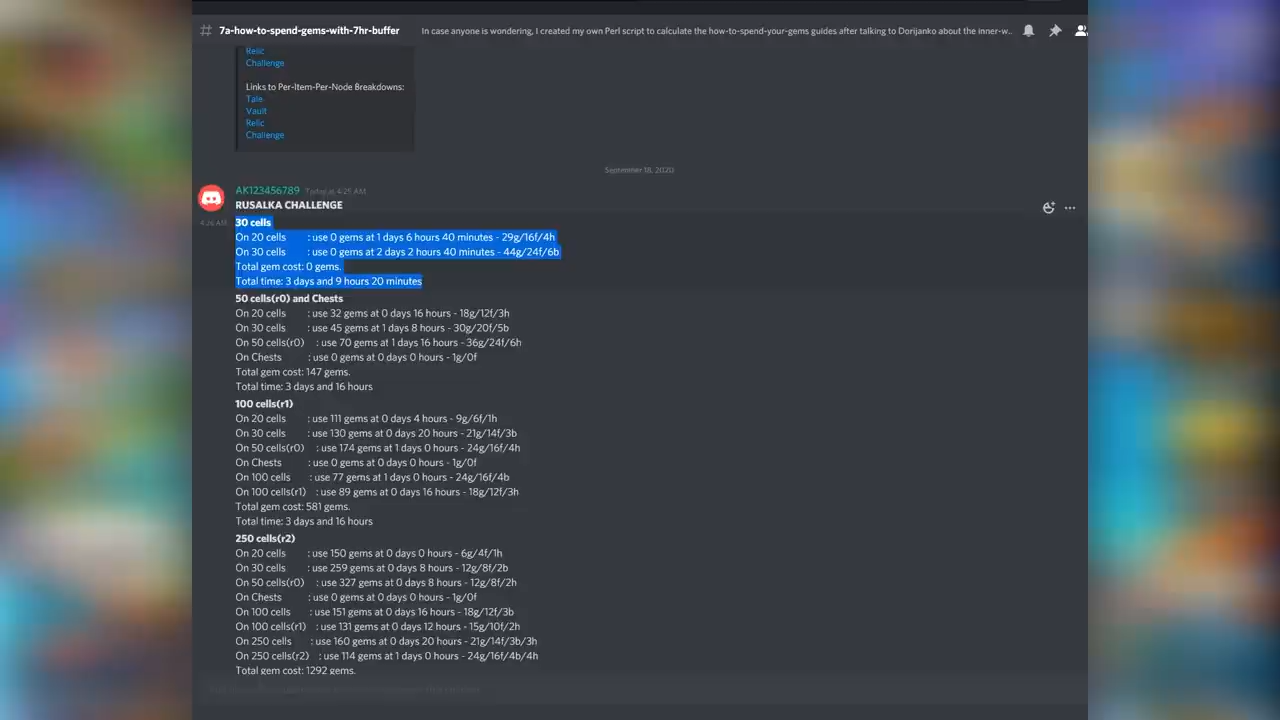 # 7a-how-to-spend-gems-with-7hr-buffer In case anyone is wondering, I created my own Perl script to calculate the how-to-spend-your-gems guides after talking to Dorijanko about the inner-w...
Relic
Challenge
Links to Per-Item-Per-Node Breakdowns:
Tale
Vault
Relic
Challenge
September 18, 2020
AK123456789 Today at 4:25 AM
RUSALKA CHALLENGE
4:26 AM 30 cells
On 20 cells : use 0 gems at 1 days 6 hours 40 minutes - 29g/16f/4h
On 30 cells : use 0 gems at 2 days 2 hours 40 minutes - 44g/24f/6b
Total gem cost: 0 gems.
Total time: 3 days and 9 hours 20 minutes
50 cells(r0) and Chests
On 20 cells : use 32 gems at 0 days 16 hours - 18g/12f/3h
On 30 cells : use 45 gems at 1 days 8 hours - 30g/20f/5b
On 50 cells(r0) : use 70 gems at 1 days 16 hours - 36g/24f/6h
On Chests : use 0 gems at 0 days 0 hours - 1g/0f
Total gem cost: 147 gems.
Total time: 3 days and 16 hours
100 cells(r1)
On 20 cells : use 111 gems at 0 days 4 hours - 9g/6f/1h
On 30 cells : use 130 gems at 0 days 20 hours - 21g/14f/3b
On 50 cells(r0) : use 174 gems at 1 days 0 hours - 24g/16f/4h
On Chests : use 0 gems at 0 days 0 hours - 1g/0f
On 100 cells : use 77 gems at 1 days 0 hours - 24g/16f/4b
On 100 cells(r1) : use 89 gems at 0 days 16 hours - 18g/12f/3h
Total gem cost: 581 gems.
Total time: 3 days and 16 hours
250 cells(r2)
On 20 cells : use 150 gems at 0 days 0 hours - 6g/4f/1h
On 30 cells : use 259 gems at 0 days 8 hours - 12g/8f/2b
On 50 cells(r0) : use 327 gems at 0 days 8 hours - 12g/8f/2h
On Chests : use 0 gems at 0 days 0 hours - 1g/0f
On 100 cells : use 151 gems at 0 days 16 hours - 18g/12f/3b
On 100 cells(r1) : use 131 gems at 0 days 12 hours - 15g/10f/2h
On 250 cells : use 160 gems at 0 days 20 hours - 21g/14f/3b/3h
On 250 cells(r2) : use 114 gems at 1 days 0 hours - 24g/16f/4b/4h
Total gem cost: 1292 gems.